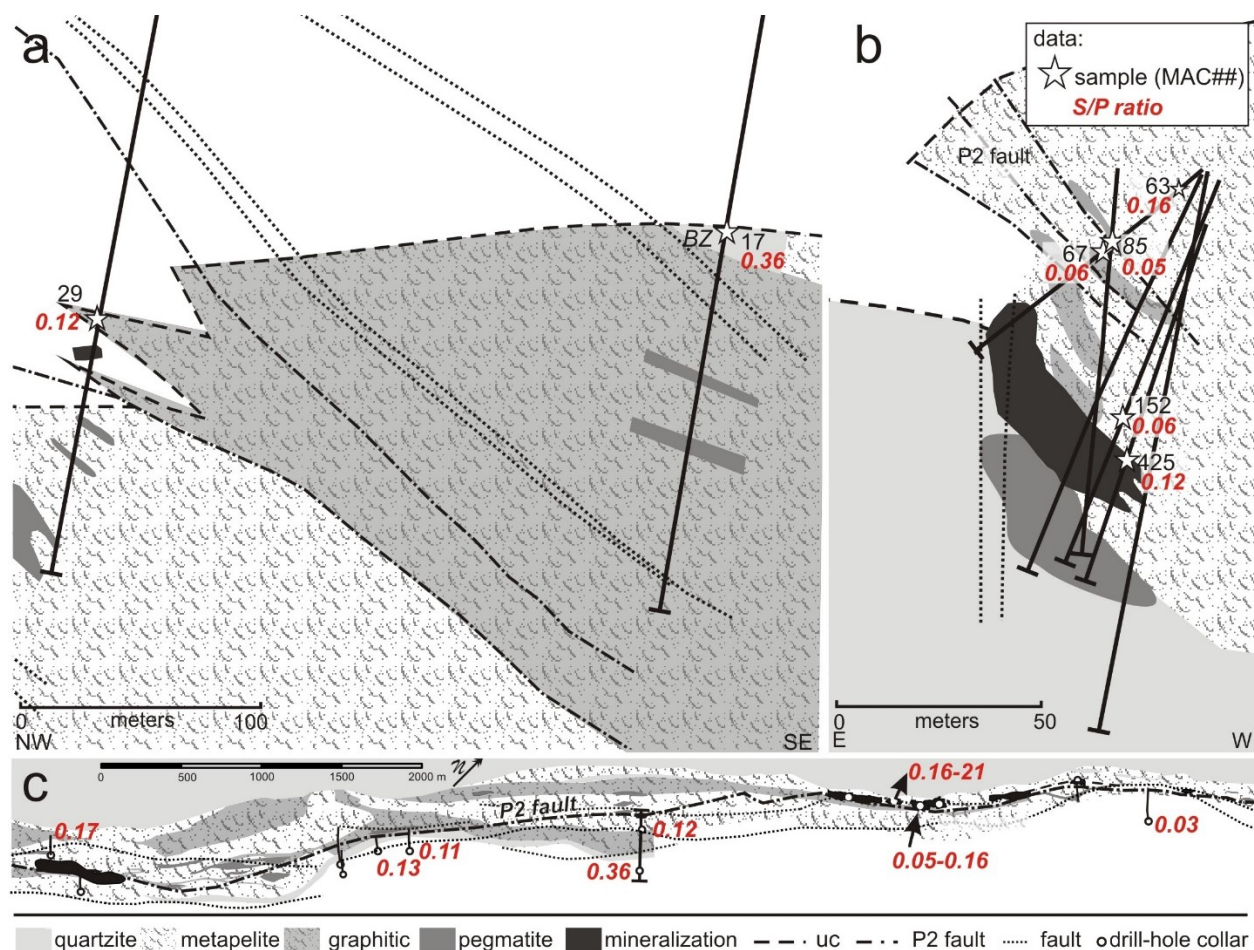 a
29
0.12
BZ
17
0.36
0
100
meters
NW
SE
b
data:
sample (MAC##)
S/P ratio
P2 fault
63
0.16
67
0.06
85
0.05
152
0.06
425
0.12
0
50
meters
E
W
c
0
500
1000
1500
2000 m
n
P2 fault
0.17
0.13
0.11
0.12
0.36
0.16-21
0.05-0.16
0.03
quartzite metapelite graphitic pegmatite mineralization uc P2 fault fault drill-hole collar